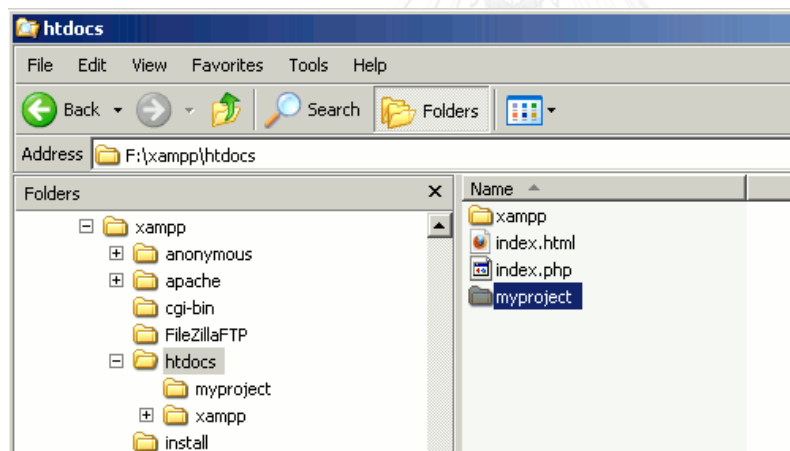 htdocs
File Edit View Favorites Tools Help
Back Search Folders
Address F:\xampp\htdocs
Folders
xampp
anonymous
apache
cgi-bin
FileZillaFTP
htdocs
myproject
xampp
install
Name
xampp
index.html
index.php
myproject